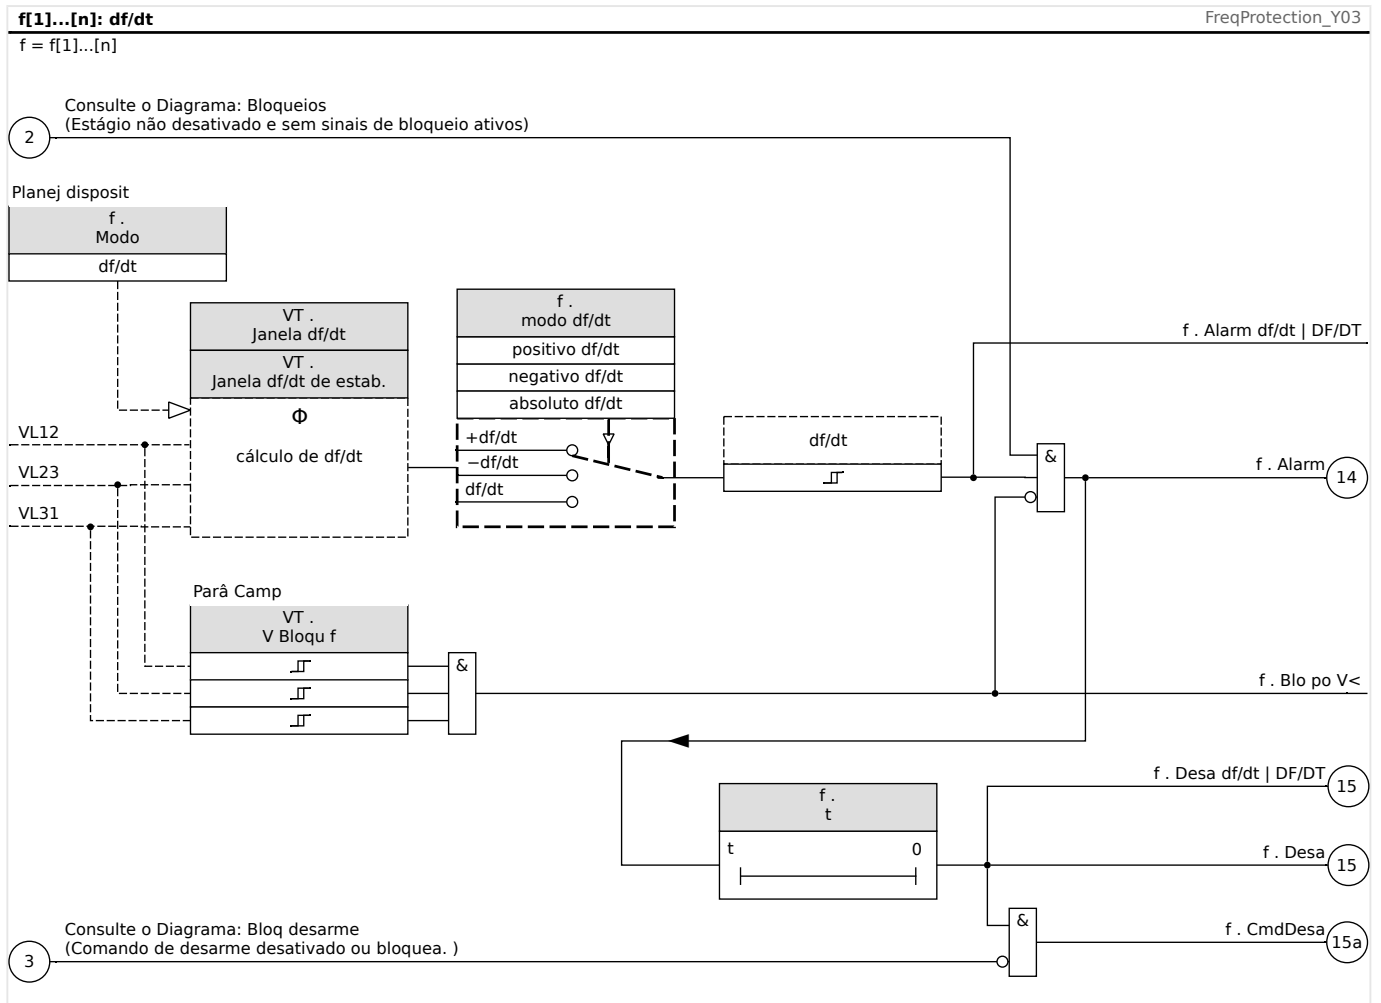 f[1]...[n]: df/dt
FreqProtection_Y03
f = f[1]...[n]
Consulte o Diagrama: Bloqueios
(Estágio não desativado e sem sinais de bloqueio ativos)
2
Planej disposit
f .
Modo
df/dt
VT .
Janela df/dt
VT .
Janela df/dt de estab.
Φ
cálculo de df/dt
f .
modo df/dt
positivo df/dt
negativo df/dt
absoluto df/dt
+df/dt
−df/dt
df/dt
df/dt
f . Alarm df/dt | DF/DT
&
f . Alarm
14
VL12
VL23
VL31
Parâ Camp
VT .
V Bloqu f
&
f . Blo po V<
f .
t
t
0
f . Desa df/dt | DF/DT
15
f . Desa
15
Consulte o Diagrama: Bloq desarme
(Comando de desarme desativado ou bloquea. )
3
&
f . CmdDesa
15a